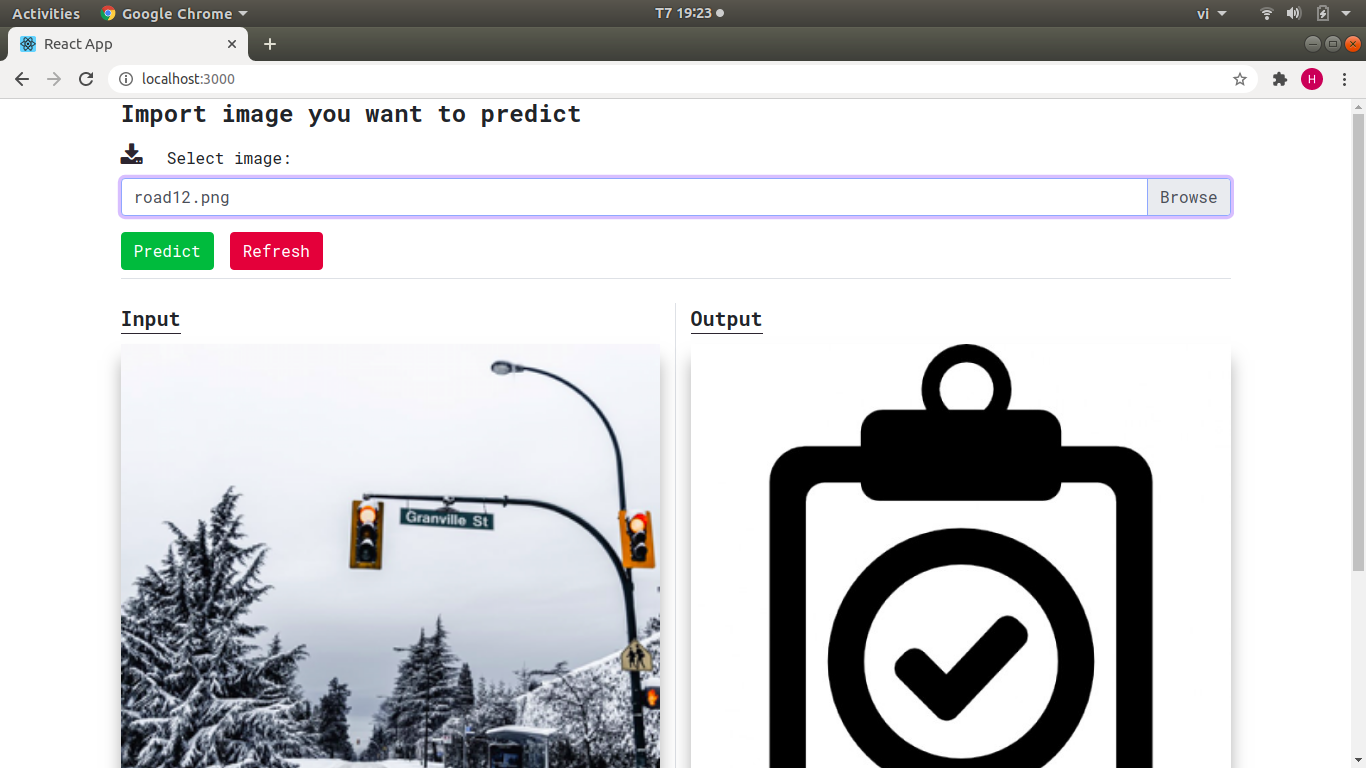 Activities Google Chrome T7 19:23 vi
React App
localhost:3000 H
Import image you want to predict
Select image:
road12.png Browse
Predict Refresh
Input Output
Granville St